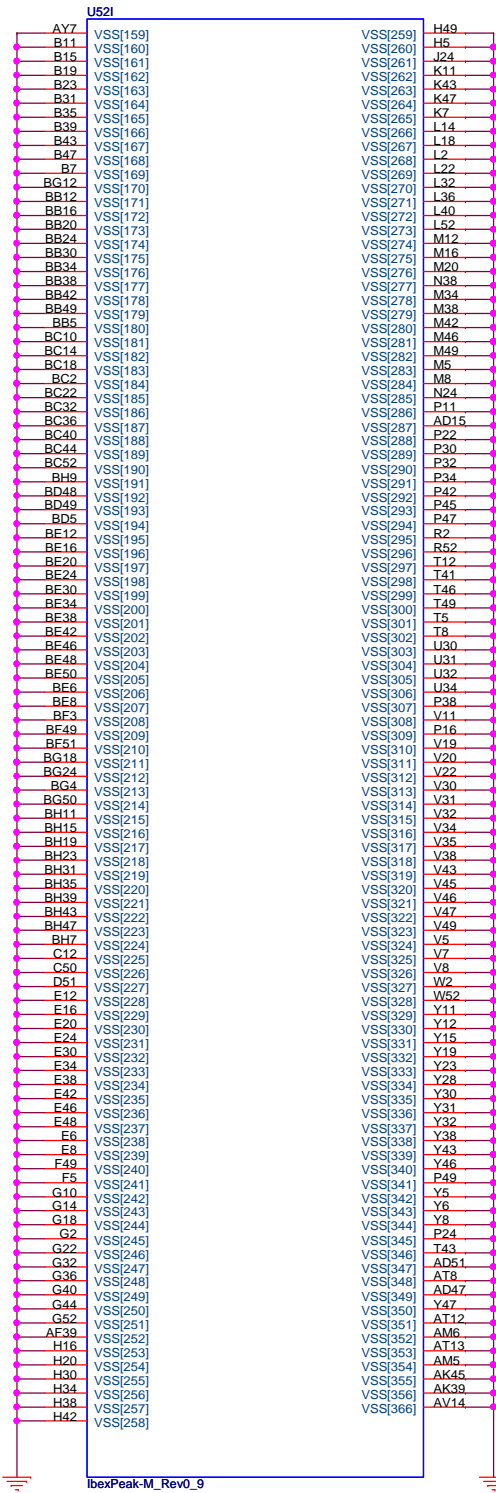 U52I
AY7 VSS[159] VSS[259] H49
B11 VSS[160] VSS[260] H5
B15 VSS[161] VSS[261] J24
B19 VSS[162] VSS[262] K11
B23 VSS[163] VSS[263] K43
B31 VSS[164] VSS[264] K47
B35 VSS[165] VSS[265] K7
B39 VSS[166] VSS[266] L14
B43 VSS[167] VSS[267] L18
B47 VSS[168] VSS[268] L2
B7 VSS[169] VSS[269] L22
BG12 VSS[170] VSS[270] L32
BB12 VSS[171] VSS[271] L36
BB16 VSS[172] VSS[272] L40
BB20 VSS[173] VSS[273] L52
BB24 VSS[174] VSS[274] M12
BB30 VSS[175] VSS[275] M16
BB34 VSS[176] VSS[276] M20
BB38 VSS[177] VSS[277] N38
BB42 VSS[178] VSS[278] M34
BB49 VSS[179] VSS[279] M38
BB5 VSS[180] VSS[280] M42
BC10 VSS[181] VSS[281] M46
BC14 VSS[182] VSS[282] M49
BC18 VSS[183] VSS[283] M5
BC2 VSS[184] VSS[284] M8
BC22 VSS[185] VSS[285] N24
BC32 VSS[186] VSS[286] P11
BC36 VSS[187] VSS[287] AD15
BC40 VSS[188] VSS[288] P22
BC44 VSS[189] VSS[289] P30
BC52 VSS[190] VSS[290] P32
BH9 VSS[191] VSS[291] P34
BD48 VSS[192] VSS[292] P42
BD49 VSS[193] VSS[293] P45
BD5 VSS[194] VSS[294] P47
BE12 VSS[195] VSS[295] R2
BE16 VSS[196] VSS[296] R52
BE20 VSS[197] VSS[297] T12
BE24 VSS[198] VSS[298] T41
BE30 VSS[199] VSS[299] T46
BE34 VSS[200] VSS[300] T49
BE38 VSS[201] VSS[301] T5
BE42 VSS[202] VSS[302] T8
BE46 VSS[203] VSS[303] U30
BE48 VSS[204] VSS[304] U31
BE50 VSS[205] VSS[305] U32
BE6 VSS[206] VSS[306] U34
BE8 VSS[207] VSS[307] P38
BF3 VSS[208] VSS[308] V11
BF49 VSS[209] VSS[309] P16
BF51 VSS[210] VSS[310] V19
BG18 VSS[211] VSS[311] V20
BG24 VSS[212] VSS[312] V22
BG4 VSS[213] VSS[313] V30
BG50 VSS[214] VSS[314] V31
BH11 VSS[215] VSS[315] V32
BH15 VSS[216] VSS[316] V34
BH19 VSS[217] VSS[317] V35
BH23 VSS[218] VSS[318] V38
BH31 VSS[219] VSS[319] V43
BH35 VSS[220] VSS[320] V45
BH39 VSS[221] VSS[321] V46
BH43 VSS[222] VSS[322] V47
BH47 VSS[223] VSS[323] V49
BH7 VSS[224] VSS[324] V5
C12 VSS[225] VSS[325] V7
C50 VSS[226] VSS[326] V8
D51 VSS[227] VSS[327] W2
E12 VSS[228] VSS[328] W52
E16 VSS[229] VSS[329] Y11
E20 VSS[230] VSS[330] Y12
E24 VSS[231] VSS[331] Y15
E30 VSS[232] VSS[332] Y19
E34 VSS[233] VSS[333] Y23
E38 VSS[234] VSS[334] Y28
E42 VSS[235] VSS[335] Y30
E46 VSS[236] VSS[336] Y31
E48 VSS[237] VSS[337] Y32
E6 VSS[238] VSS[338] Y38
E8 VSS[239] VSS[339] Y43
F49 VSS[240] VSS[340] Y46
F5 VSS[241] VSS[341] P49
G10 VSS[242] VSS[342] Y5
G14 VSS[243] VSS[343] Y6
G18 VSS[244] VSS[344] Y8
G2 VSS[245] VSS[345] P24
G22 VSS[246] VSS[346] T43
G32 VSS[247] VSS[347] AD51
G36 VSS[248] VSS[348] AT8
G40 VSS[249] VSS[349] AD47
G44 VSS[250] VSS[350] Y47
G52 VSS[251] VSS[351] AT12
AF39 VSS[252] VSS[352] AM6
H16 VSS[253] VSS[353] AT13
H20 VSS[254] VSS[354] AM5
H30 VSS[255] VSS[355] AK45
H34 VSS[256] VSS[356] AK39
H38 VSS[257] VSS[366] AV14
H42 VSS[258]
IbexPeak-M_Rev0_9